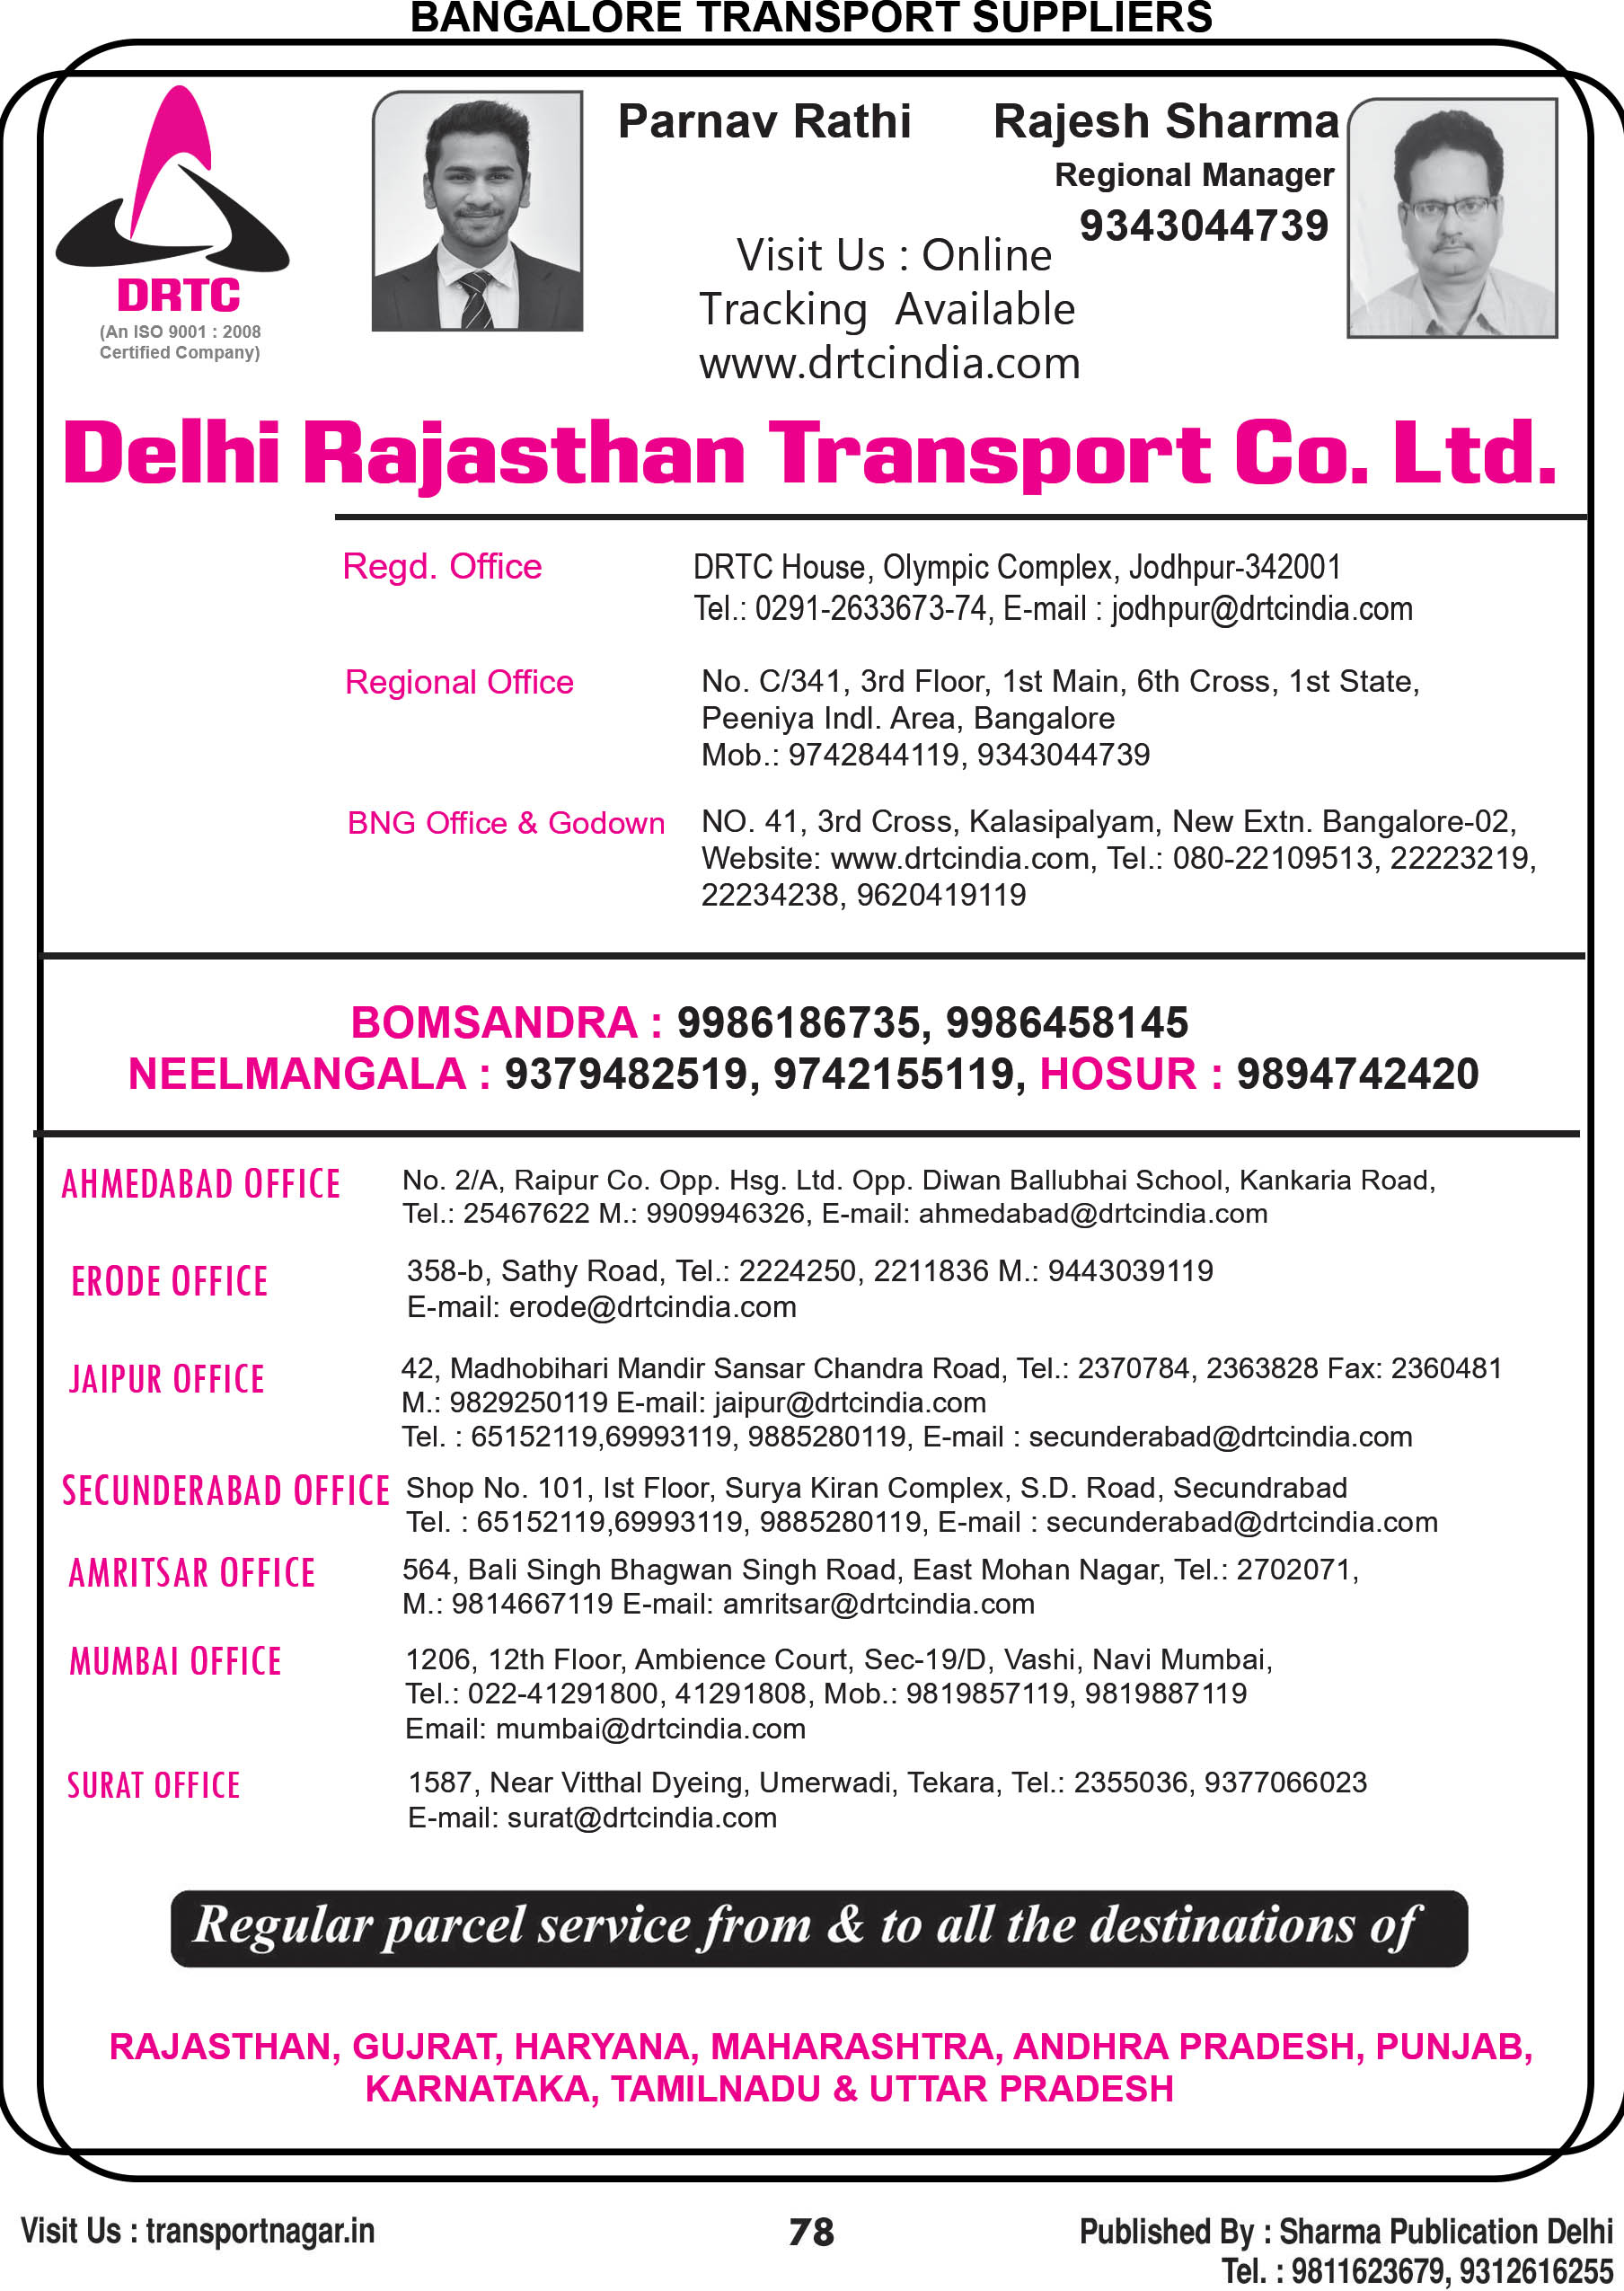 BANGALORE TRANSPORT SUPPLIERS
DRTC
(An ISO 9001 : 2008
Certified Company)
Parnav Rathi
Rajesh Sharma
Regional Manager
9343044739
Visit Us : Online
Tracking Available
www.drtcindia.com
Delhi Rajasthan Transport Co. Ltd.
Regd. Office
DRTC House, Olympic Complex, Jodhpur-342001
Tel.: 0291-2633673-74, E-mail : jodhpur@drtcindia.com
Regional Office
No. C/341, 3rd Floor, 1st Main, 6th Cross, 1st State,
Peeniya Indl. Area, Bangalore
Mob.: 9742844119, 9343044739
BNG Office & Godown
NO. 41, 3rd Cross, Kalasipalyam, New Extn. Bangalore-02,
Website: www.drtcindia.com, Tel.: 080-22109513, 22223219,
22234238, 9620419119
BOMSANDRA : 9986186735, 9986458145
NEELMANGALA : 9379482519, 9742155119, HOSUR : 9894742420
AHMEDABAD OFFICE
No. 2/A, Raipur Co. Opp. Hsg. Ltd. Opp. Diwan Ballubhai School, Kankaria Road,
Tel.: 25467622 M.: 9909946326, E-mail: ahmedabad@drtcindia.com
ERODE OFFICE
358-b, Sathy Road, Tel.: 2224250, 2211836 M.: 9443039119
E-mail: erode@drtcindia.com
JAIPUR OFFICE
42, Madhobihari Mandir Sansar Chandra Road, Tel.: 2370784, 2363828 Fax: 2360481
M.: 9829250119 E-mail: jaipur@drtcindia.com
Tel. : 65152119,69993119, 9885280119, E-mail : secunderabad@drtcindia.com
SECUNDERABAD OFFICE
Shop No. 101, Ist Floor, Surya Kiran Complex, S.D. Road, Secundrabad
Tel. : 65152119,69993119, 9885280119, E-mail : secunderabad@drtcindia.com
AMRITSAR OFFICE
564, Bali Singh Bhagwan Singh Road, East Mohan Nagar, Tel.: 2702071,
M.: 9814667119 E-mail: amritsar@drtcindia.com
MUMBAI OFFICE
1206, 12th Floor, Ambience Court, Sec-19/D, Vashi, Navi Mumbai,
Tel.: 022-41291800, 41291808, Mob.: 9819857119, 9819887119
Email: mumbai@drtcindia.com
SURAT OFFICE
1587, Near Vitthal Dyeing, Umerwadi, Tekara, Tel.: 2355036, 9377066023
E-mail: surat@drtcindia.com
Regular parcel service from & to all the destinations of
RAJASTHAN, GUJRAT, HARYANA, MAHARASHTRA, ANDHRA PRADESH, PUNJAB,
KARNATAKA, TAMILNADU & UTTAR PRADESH
Visit Us : transportnagar.in
78
Published By : Sharma Publication Delhi
Tel. : 9811623679, 9312616255